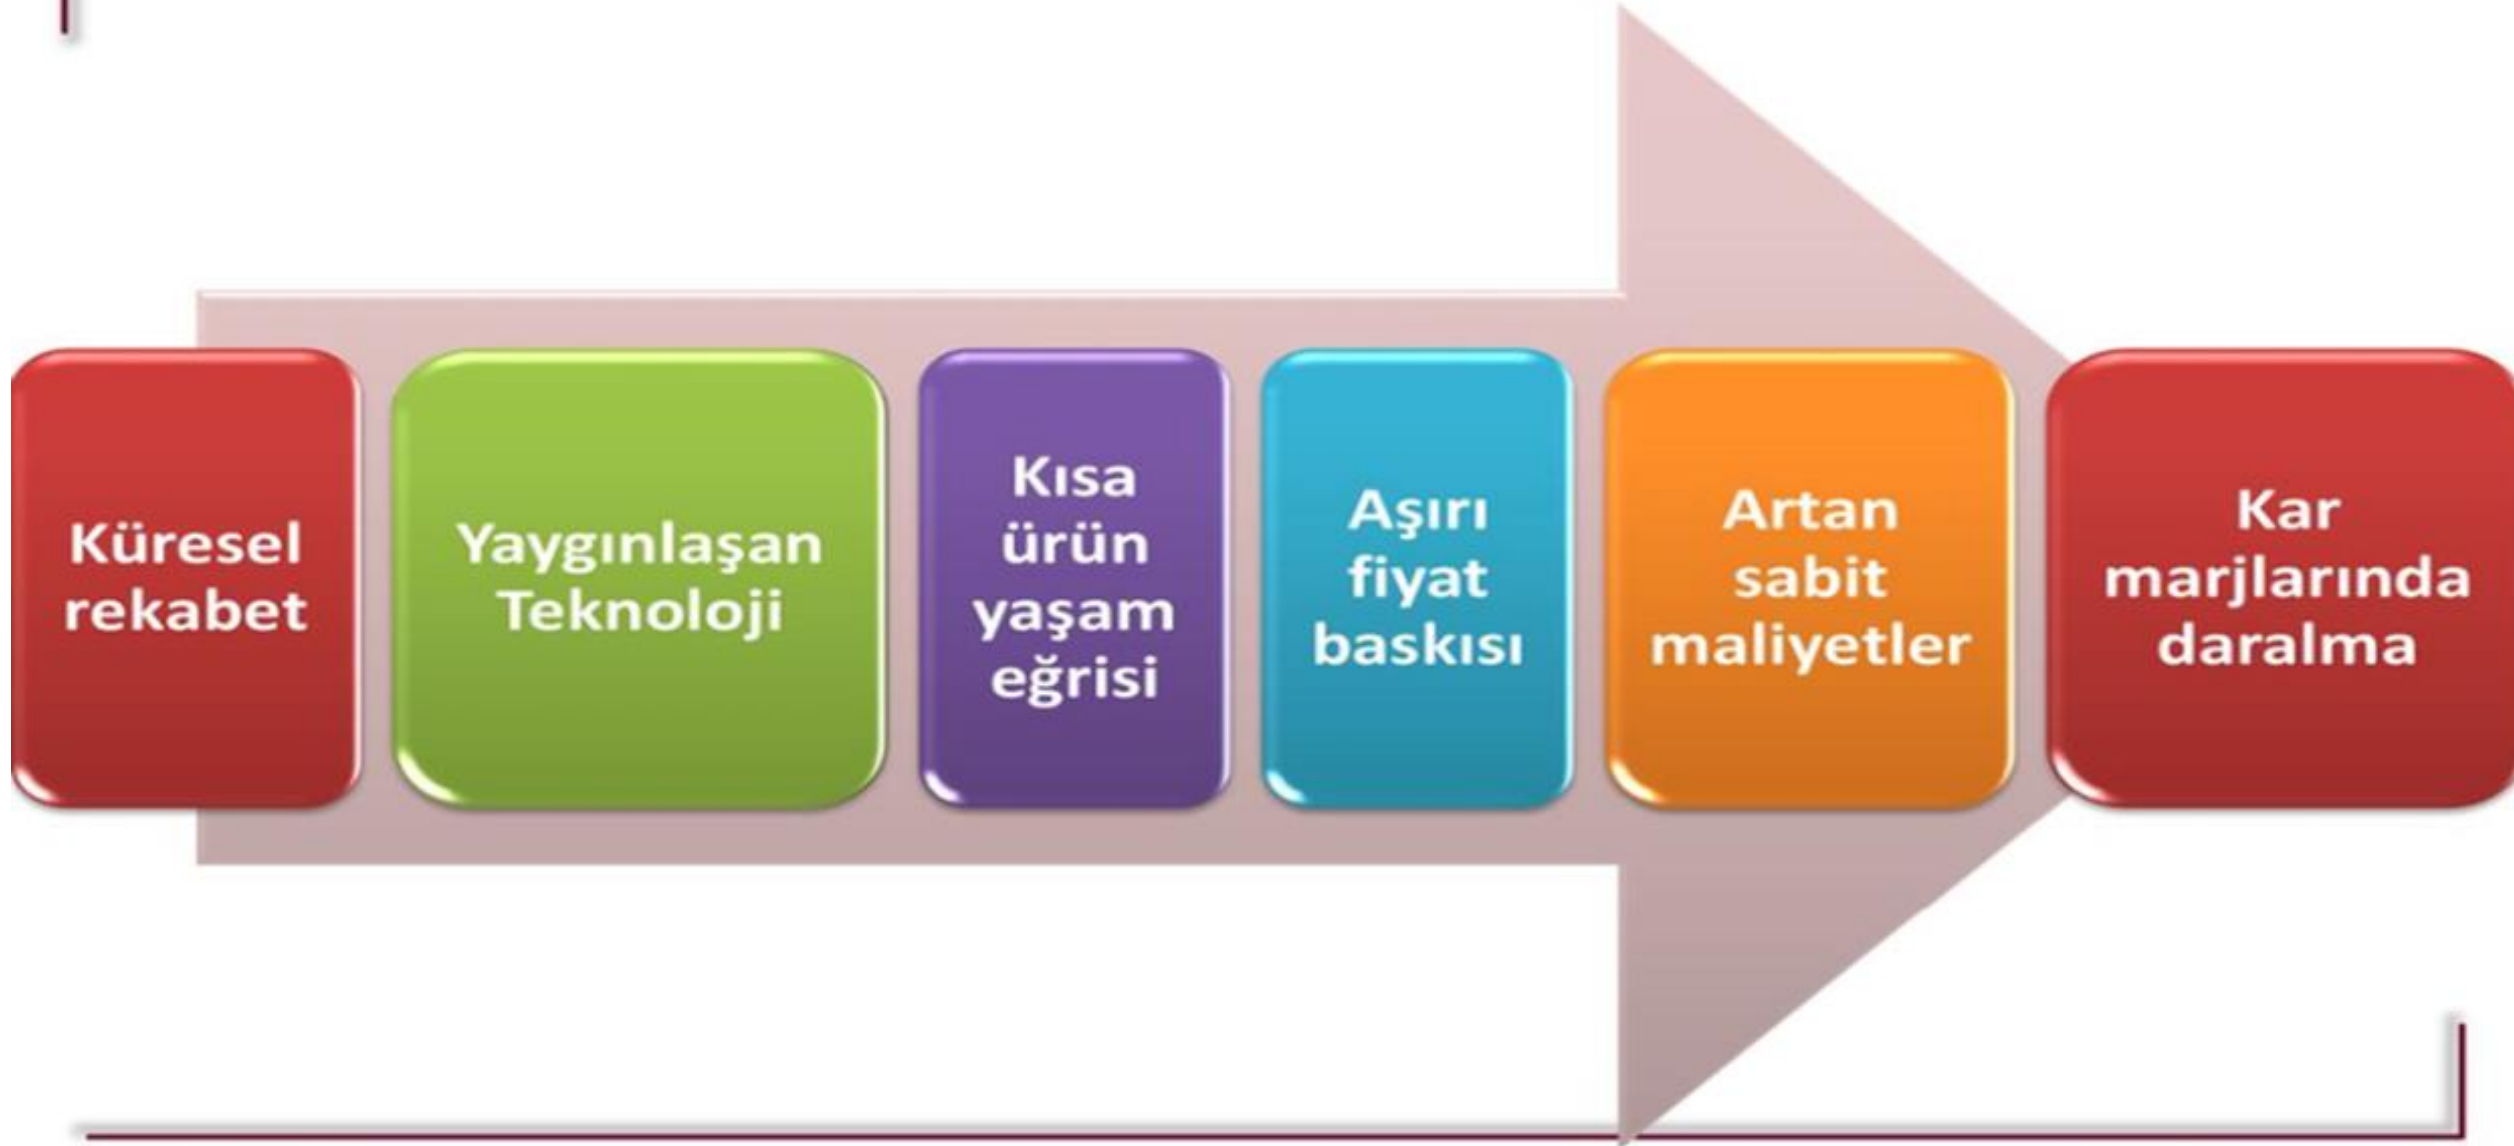 Küresel
rekabet
Yaygınlaşan
Teknoloji
Kısa
ürün
yaşam
eğrisi
Aşırı
fiyat
baskısı
Artan
sabit
maliyetler
Kar
marjlarında
daralma